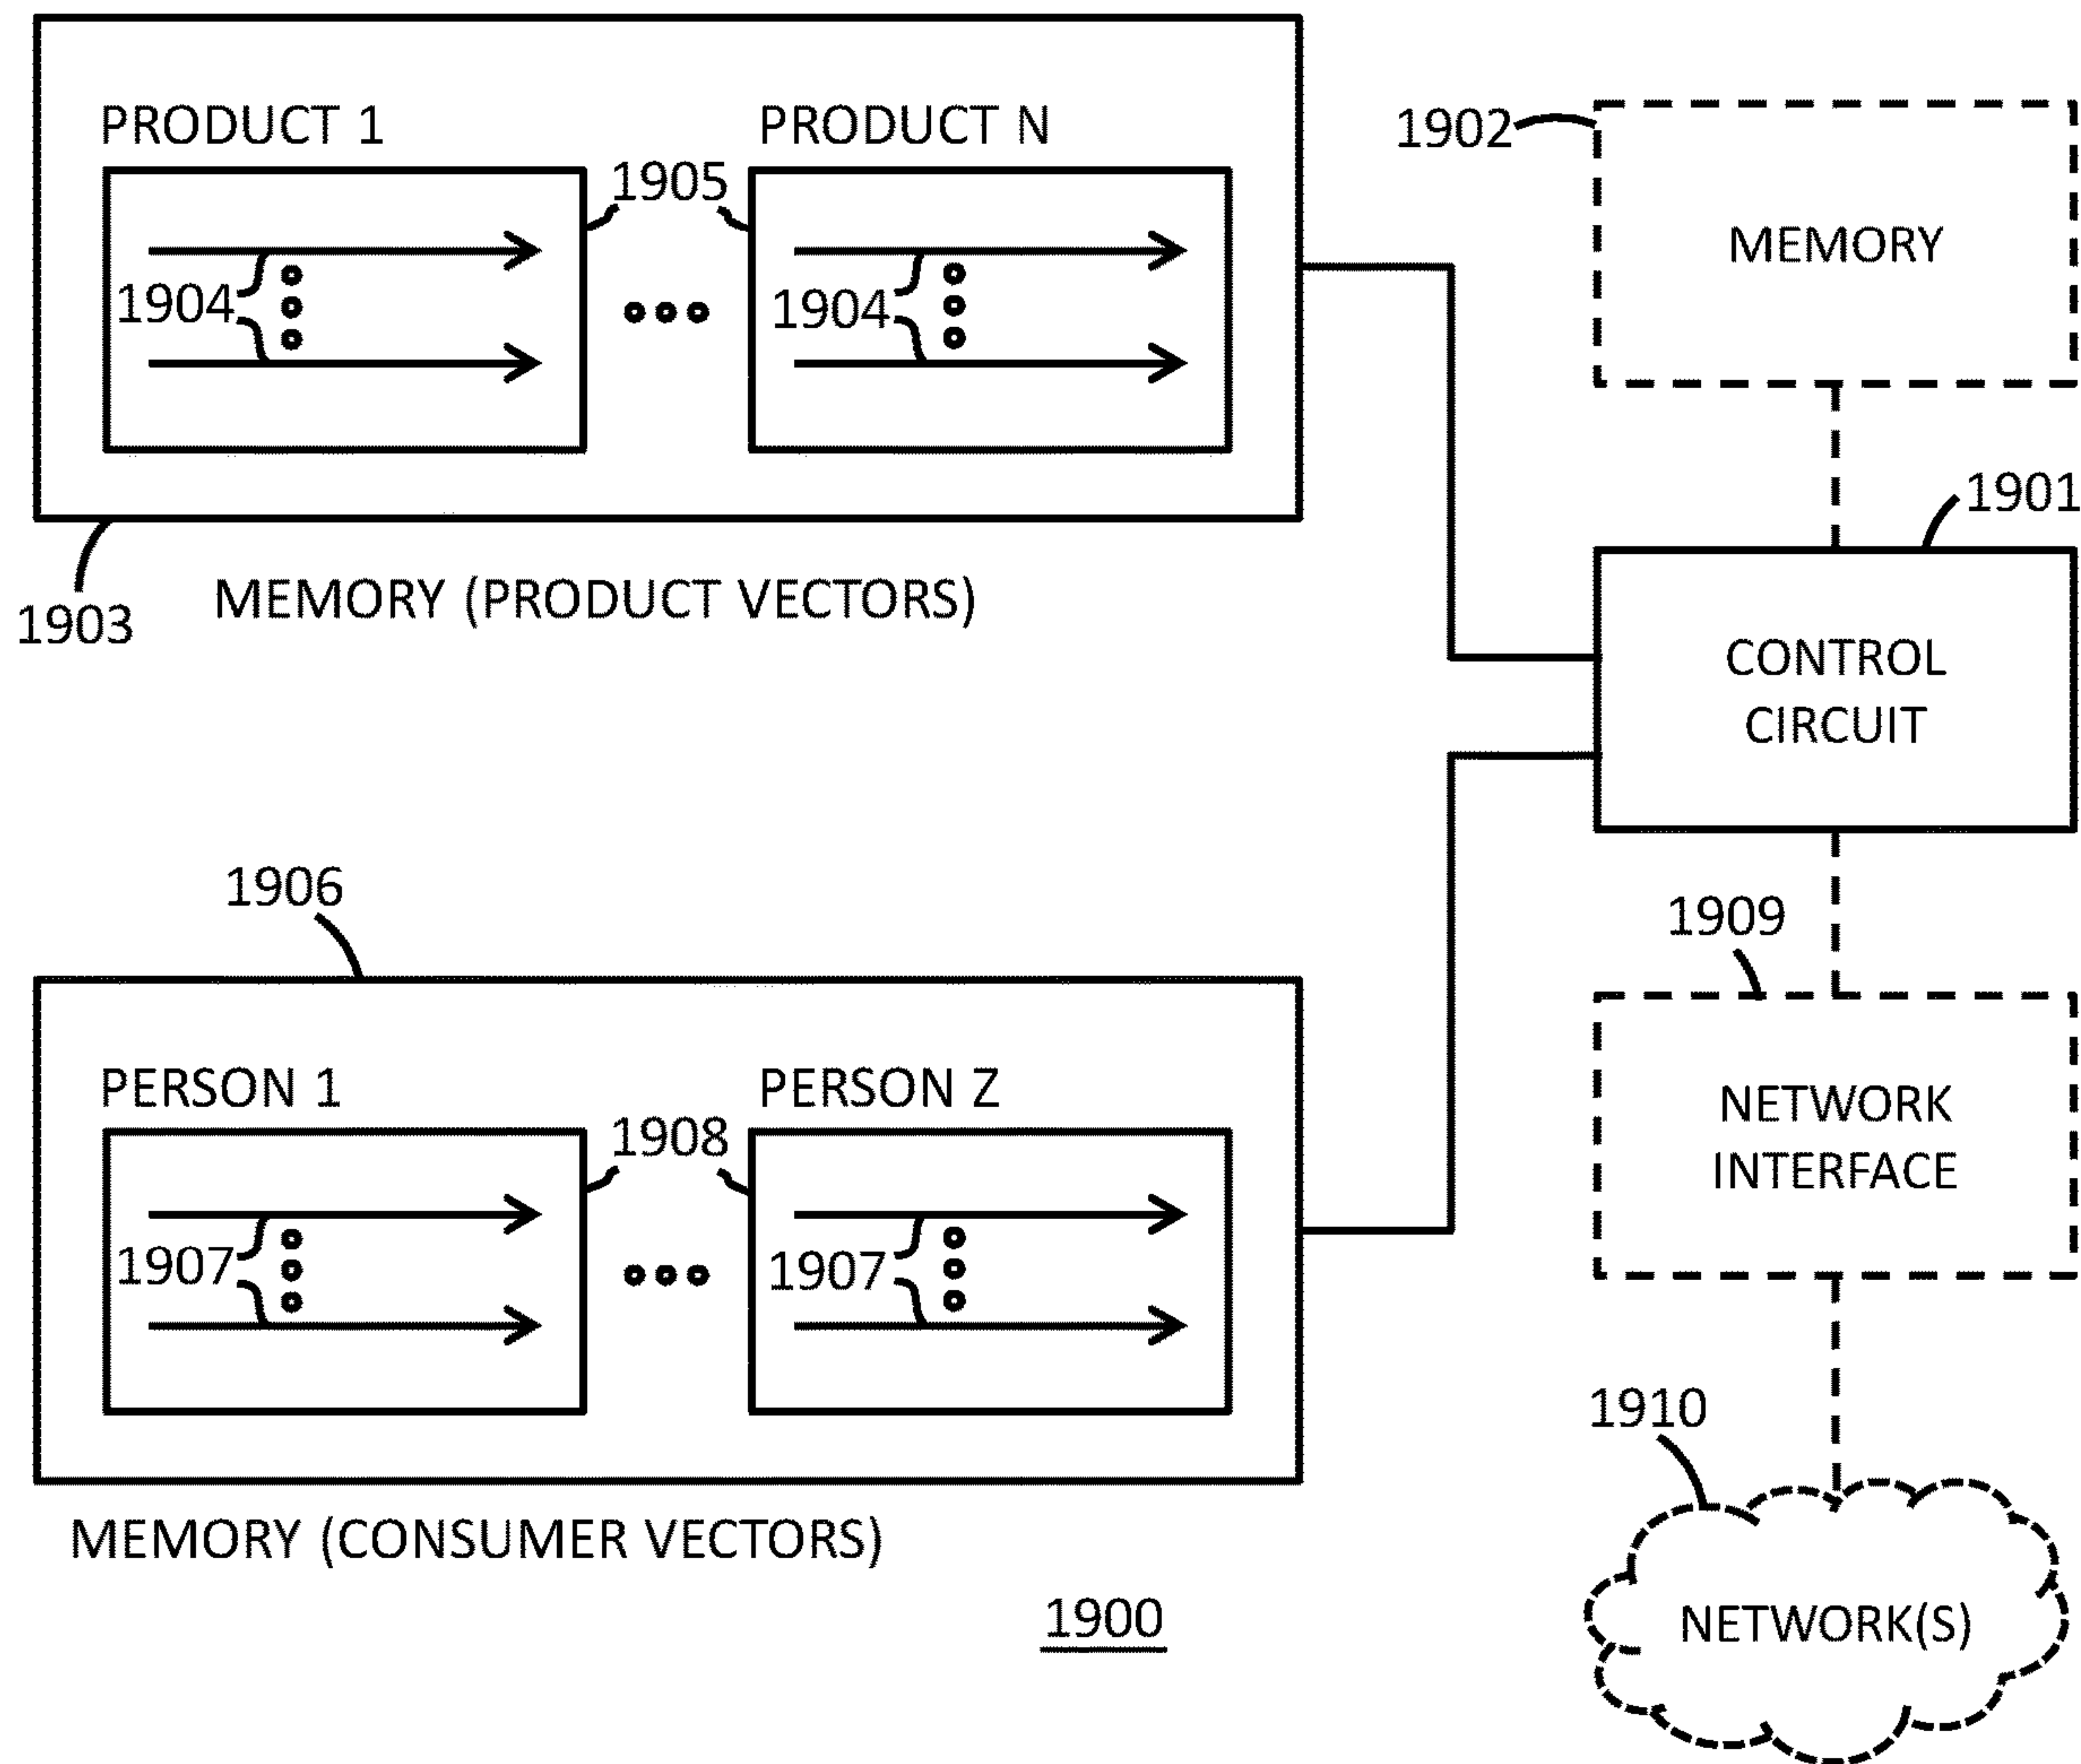 PRODUCT 1
PRODUCT N
1905
1904
1904
1903
MEMORY (PRODUCT VECTORS)
1902
MEMORY
1901
CONTROL
CIRCUIT
1906
PERSON 1
PERSON Z
1908
1907
1907
MEMORY (CONSUMER VECTORS)
1909
NETWORK
INTERFACE
1910
NETWORK(S)
1900